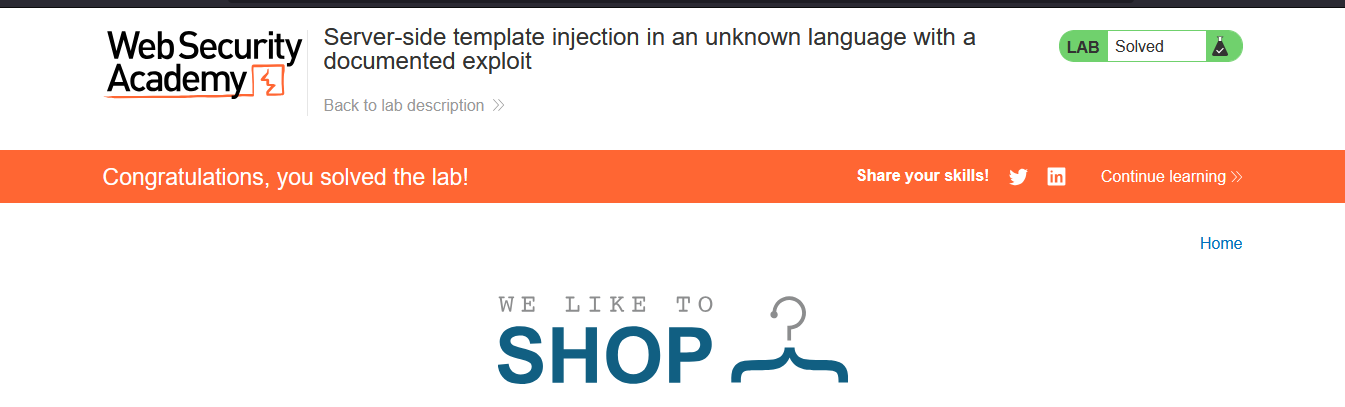 Web Security
Academy
Server-side template injection in an unknown language with a
documented exploit
Back to lab description
LAB Solved
Congratulations, you solved the lab!
Share your skills!
Continue learning
Home
WE LIKE TO
SHOP